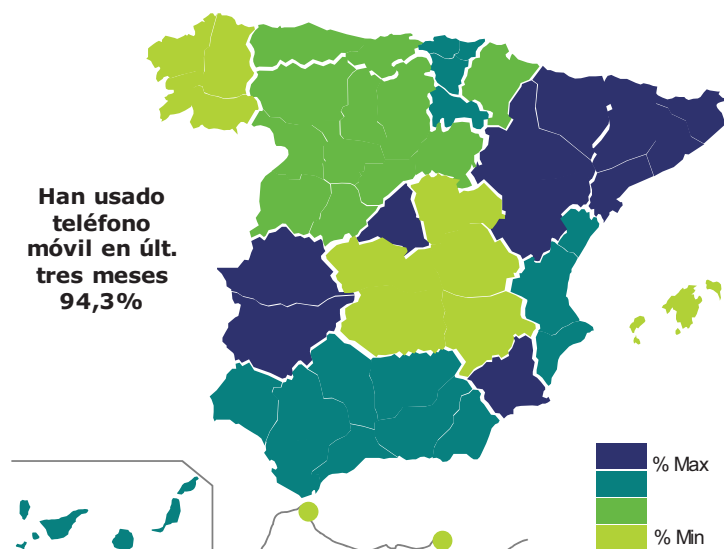 Han usado
teléfono
móvil en últ.
tres meses
94,3%
% Max
% Min